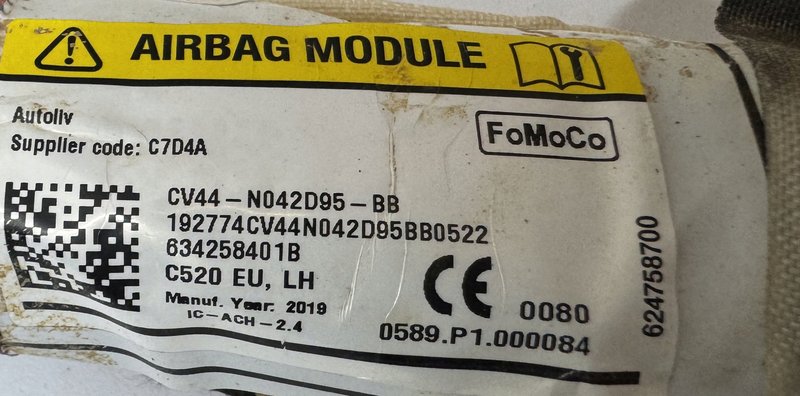 AIRBAG MODULE
Autoliv
Supplier code: C7D4A
FoMoCo
CV44-N042D95-BB
192774CV44N042D95BB0522
634258401B
C520 EU, LH
Manuf. Year. 2019
IC-ACH-2.4
CE 0080
0589.P1.000084
624758700